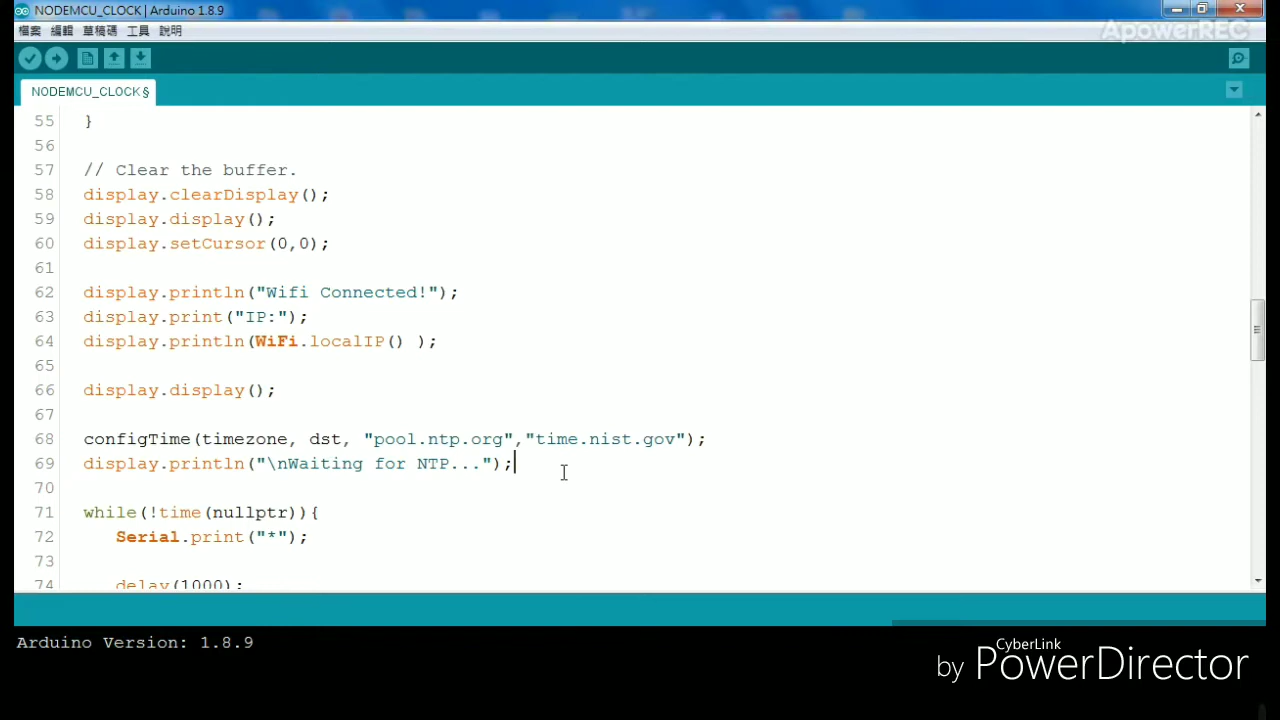 NODEMCU_CLOCK | Arduino 1.8.9
ApowerREC
檔案 編輯 草稿碼 工具 說明
NODEMCU_CLOCK §
55 }
56
57 // Clear the buffer.
58 display.clearDisplay();
59 display.display();
60 display.setCursor(0,0);
61
62 display.println("Wifi Connected!");
63 display.print("IP:");
64 display.println(WiFi.localIP() );
65
66 display.display();
67
68 configTime(timezone, dst, "pool.ntp.org","time.nist.gov");
69 display.println("\nWaiting for NTP...");
70
71 while(!time(nullptr)){
72 Serial.print("*");
73
74 delay(1000);
Arduino Version: 1.8.9
by CyberLink PowerDirector